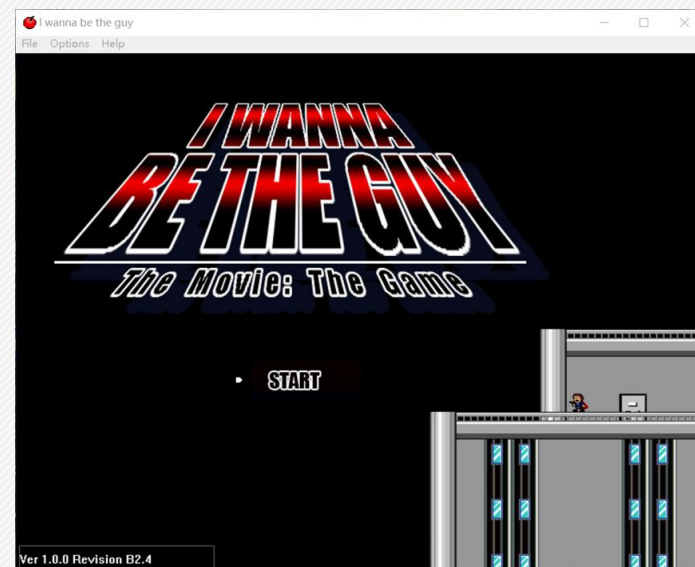 I wanna be the guy
File Options Help
I WANNA
BE THE GUY
The Movie: The Game
START
Ver 1.0.0 Revision B2.4